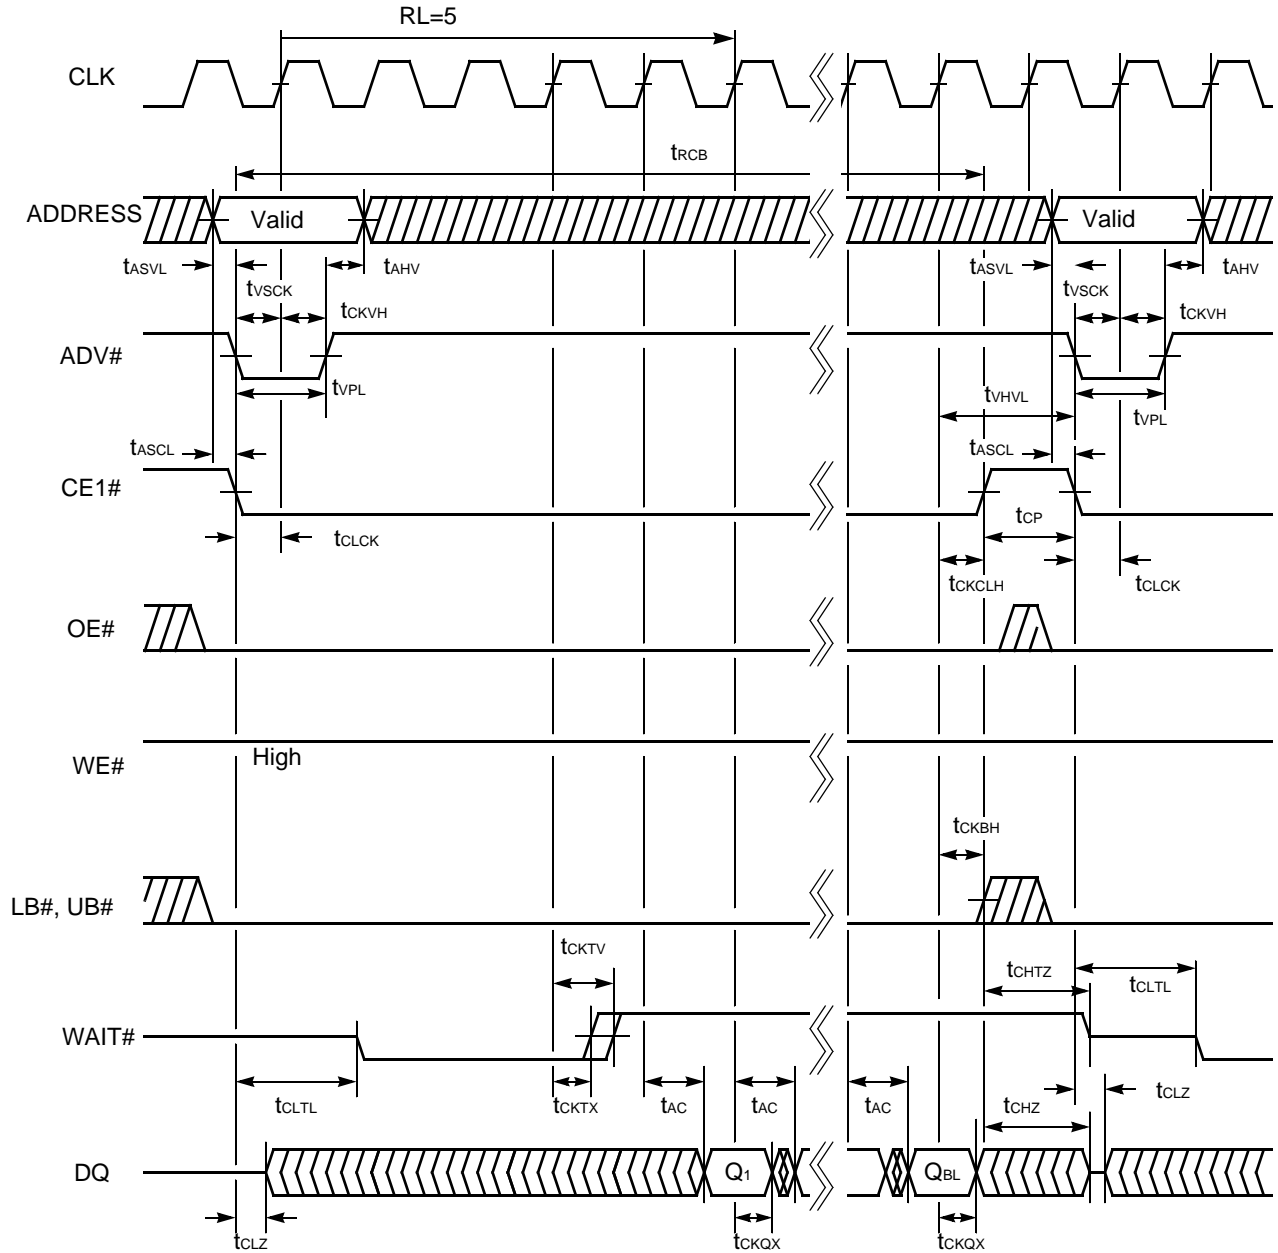 RL=5
CLK
tRCB
ADDRESS Valid Valid
tASVL tAHV tASVL tAHV
tVSCK tVSCK
tCKVH tCKVH
ADV#
tVPL tVHVL tVPL
tASCL tASCL
CE1#
tCP
tCLCK tCKCLH tCLCK
OE#
High
WE#
tCKBH
LB#, UB#
tCKTV
tCHTZ tCLTL
WAIT#
tCLTL tCKTX tAC tAC tAC tCHZ tCLZ
DQ Q1 QBL
tCLZ tCKQX tCKQX